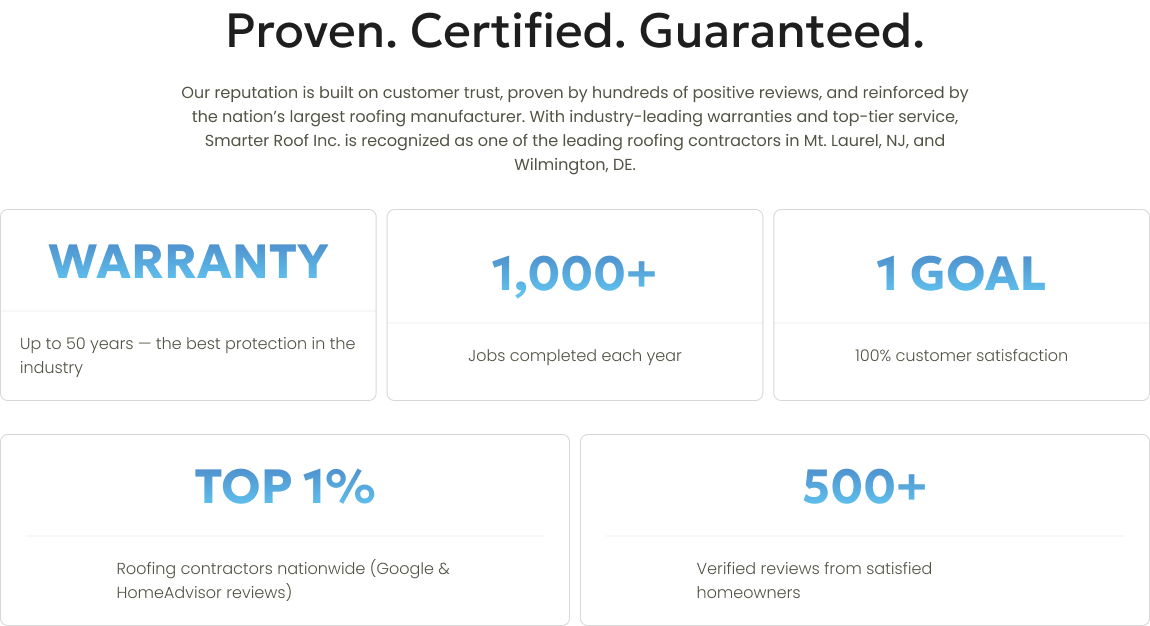 Proven. Certified. Guaranteed.
Our reputation is built on customer trust, proven by hundreds of positive reviews, and reinforced by
the nation’s largest roofing manufacturer. With industry-leading warranties and top-tier service,
Smarter Roof Inc. is recognized as one of the leading roofing contractors in Mt. Laurel, NJ, and
Wilmington, DE.
WARRANTY
Up to 50 years — the best protection in the
industry
1,000+
Jobs completed each year
1 GOAL
100% customer satisfaction
TOP 1%
Roofing contractors nationwide (Google &
HomeAdvisor reviews)
500+
Verified reviews from satisfied
homeowners